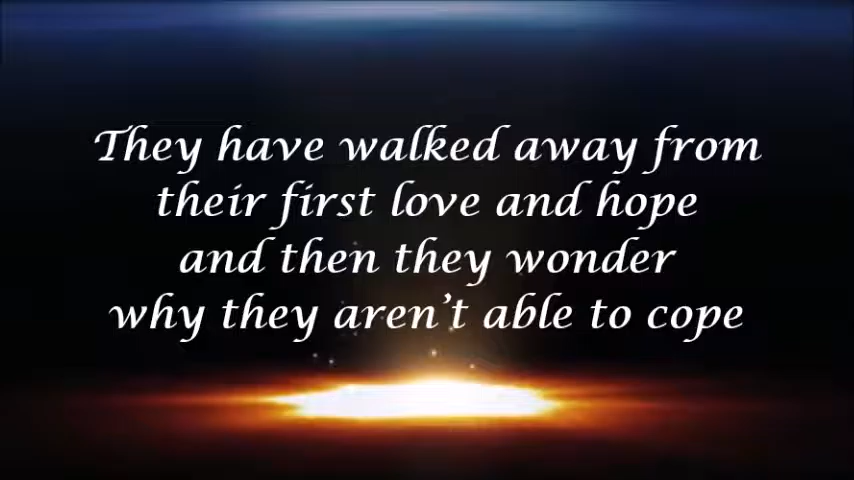 They have walked away from
their first love and hope
and then they wonder
why they aren't able to cope